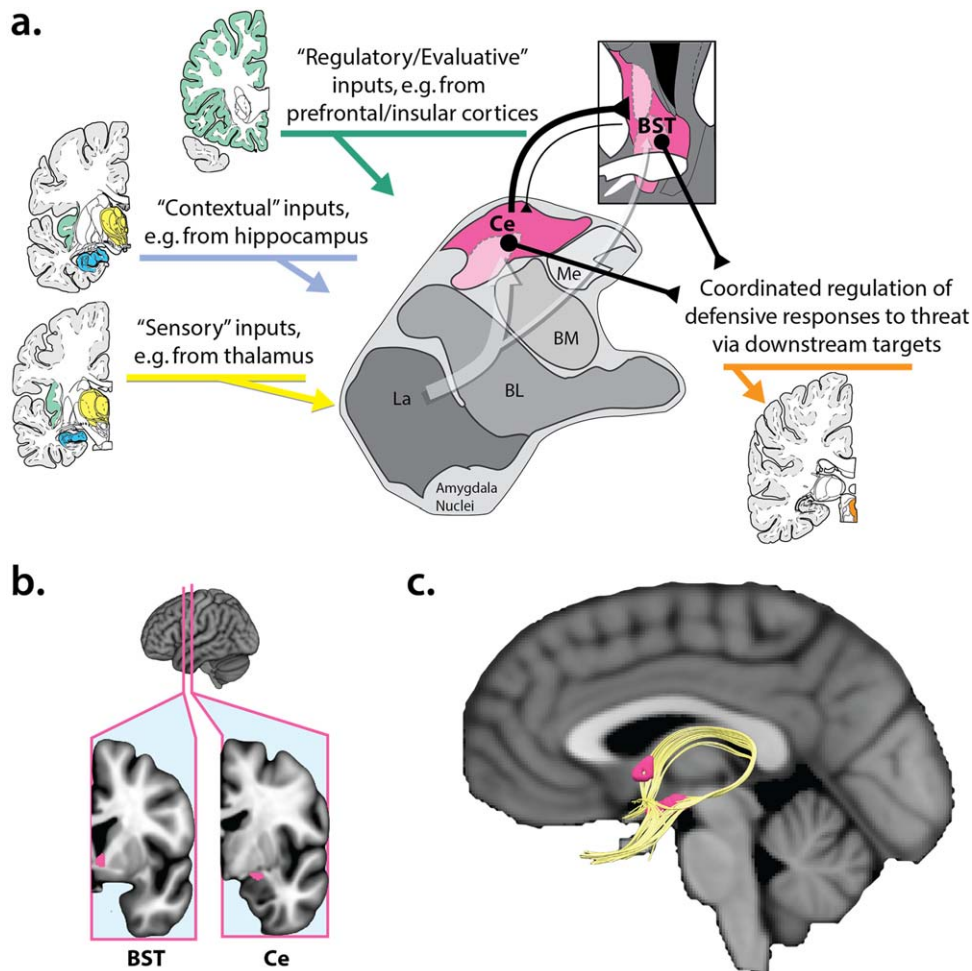 a.
“Regulatory/Evaluative”
inputs, e.g. from
prefrontal/insular cortices
“Contextual” inputs,
e.g. from hippocampus
“Sensory” inputs,
e.g. from thalamus
BST
Ce
Me
BM
BL
La
Amygdala
Nuclei
Coordinated regulation of
defensive responses to threat
via downstream targets
b.
BST
Ce
c.